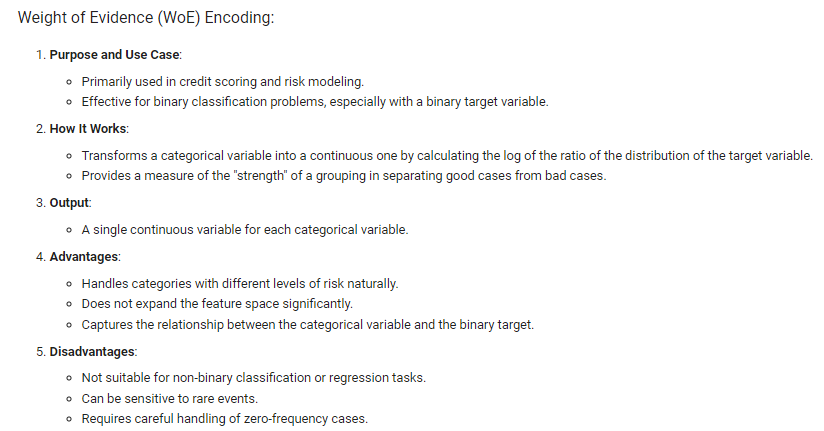 Weight of Evidence (WoE) Encoding:
1. Purpose and Use Case:
Primarily used in credit scoring and risk modeling.
Effective for binary classification problems, especially with a binary target variable.
2. How It Works:
Transforms a categorical variable into a continuous one by calculating the log of the ratio of the distribution of the target variable.
Provides a measure of the "strength" of a grouping in separating good cases from bad cases.
3. Output:
A single continuous variable for each categorical variable.
4. Advantages:
Handles categories with different levels of risk naturally.
Does not expand the feature space significantly.
Captures the relationship between the categorical variable and the binary target.
5. Disadvantages:
Not suitable for non-binary classification or regression tasks.
Can be sensitive to rare events.
Requires careful handling of zero-frequency cases.